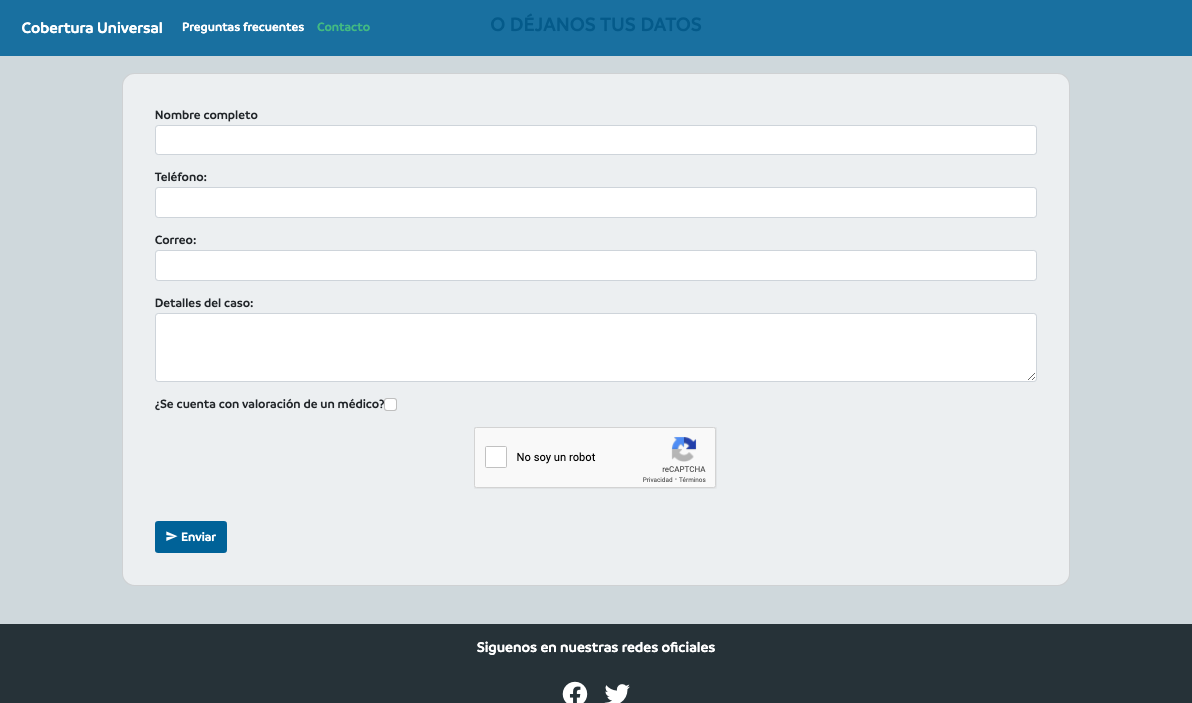 Cobertura Universal Preguntas frecuentes Contacto
O DÉJANOS TUS DATOS
Nombre completo
Teléfono:
Correo:
Detalles del caso:
¿Se cuenta con valoración de un médico?
No soy un robot
reCAPTCHA
Privacidad - Términos
Enviar
Siguenos en nuestras redes oficiales